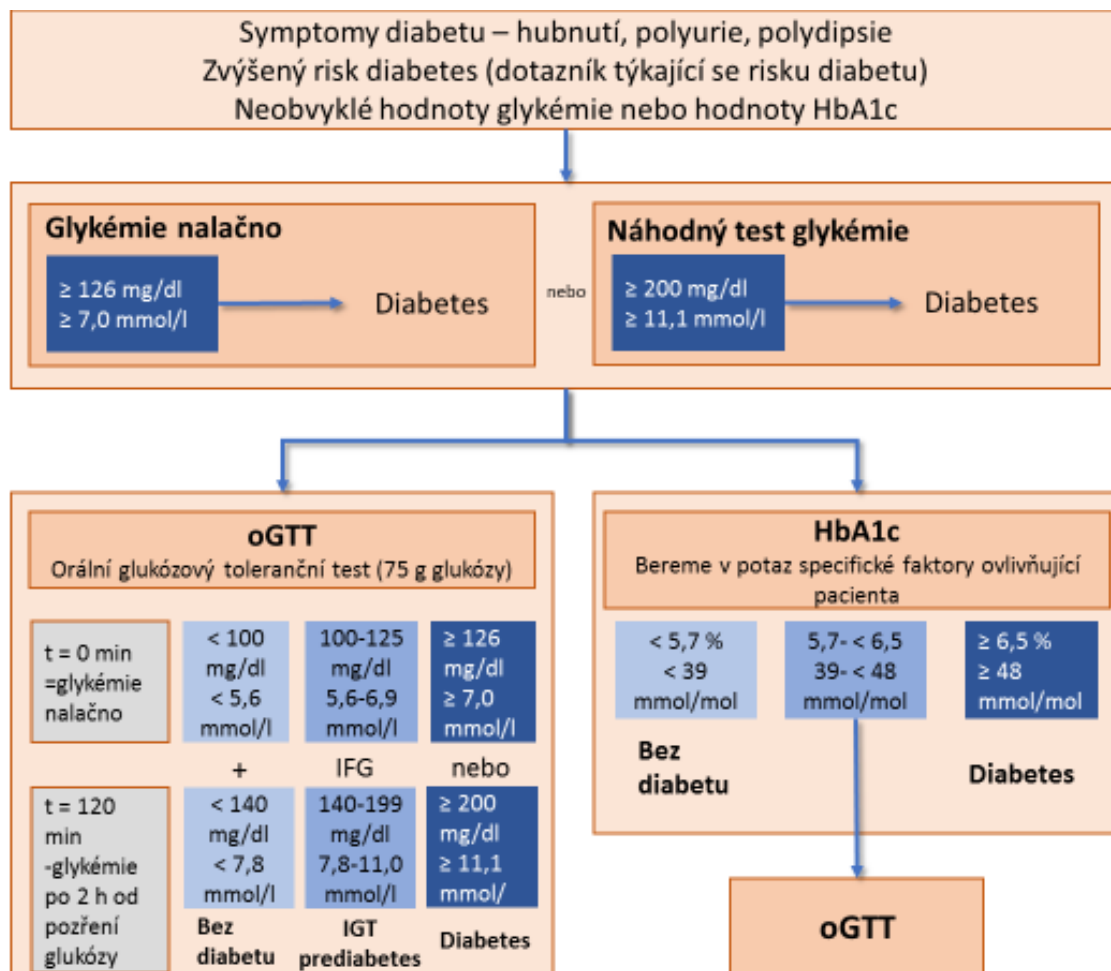 Symptomy diabetu – hubnutí, polyurie, polydipsie
Zvýšený risk diabetes (dotazník týkající se risku diabetu)
Neobvyklé hodnoty glykémie nebo hodnoty HbA1c
Glykémie nalačno
≥ 126 mg/dl
≥ 7,0 mmol/l
Diabetes
nebo
Náhodný test glykémie
≥ 200 mg/dl
≥ 11,1 mmol/l
Diabetes
oGTT
Orální glukózový toleranční test (75 g glukózy)
t = 0 min
=glykémie
nalačno
< 100
mg/dl
< 5,6
mmol/l
100-125
mg/dl
5,6-6,9
mmol/l
≥ 126
mg/dl
≥ 7,0
mmol/l
+
IFG
nebo
t = 120
min
-glykémie
po 2 h od
pozření
glukózy
< 140
mg/dl
< 7,8
mmol/l
140-199
mg/dl
7,8-11,0
mmol/l
≥ 200
mg/dl
≥ 11,1
mmol/
Bez
diabetu
IGT
prediabetes
Diabetes
HbA1c
Bereme v potaz specifické faktory ovlivňující
pacienta
< 5,7 %
< 39
mmol/mol
5,7- < 6,5
39- < 48
mmol/mol
≥ 6,5 %
≥ 48
mmol/mol
Bez
diabetu
Diabetes
oGTT